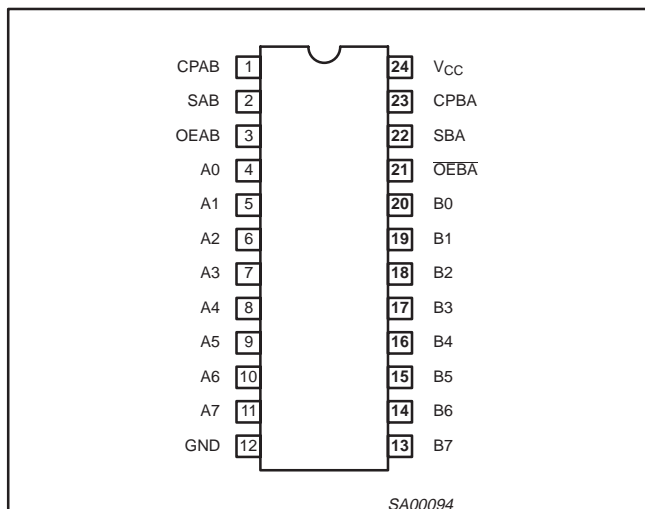 CPAB 1 24 VCC
SAB 2 23 CPBA
OEAB 3 22 SBA
A0 4 21 OEBA
A1 5 20 B0
A2 6 19 B1
A3 7 18 B2
A4 8 17 B3
A5 9 16 B4
A6 10 15 B5
A7 11 14 B6
GND 12 13 B7
SA00094